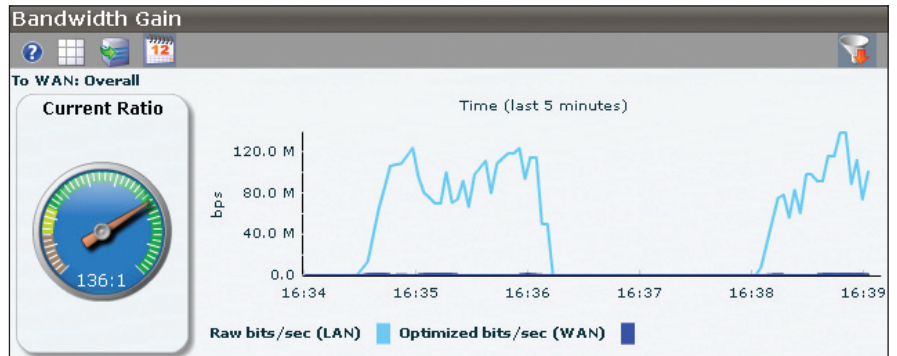 Bandwidth Gain
?
12
To WAN: Overall
Current Ratio
136:1
Time (last 5 minutes)
bps
120.0 M
80.0 M
40.0 M
0.0
16:34 16:35 16:36 16:37 16:38 16:39
Raw bits/sec (LAN) Optimized bits/sec (WAN)